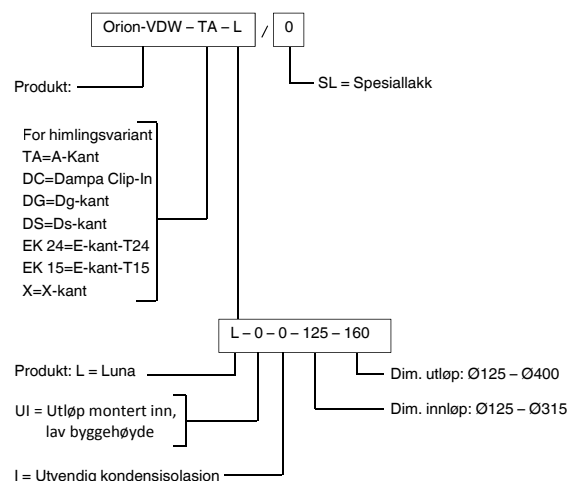 Orion-VDW – TA – L / 0
Produkt:
SL = Spesiallakk
For himlingsvariant
TA=A-Kant
DC=Dampa Clip-In
DG=Dg-kant
DS=Ds-kant
EK 24=E-kant-T24
EK 15=E-kant-T15
X=X-kant
L – 0 – 0 – 125 – 160
Produkt: L = Luna
Dim. utløp: Ø125 – Ø400
UI = Utløp montert inn,
lav byggehøyde
Dim. innløp: Ø125 – Ø315
I = Utvendig kondensisolasjon